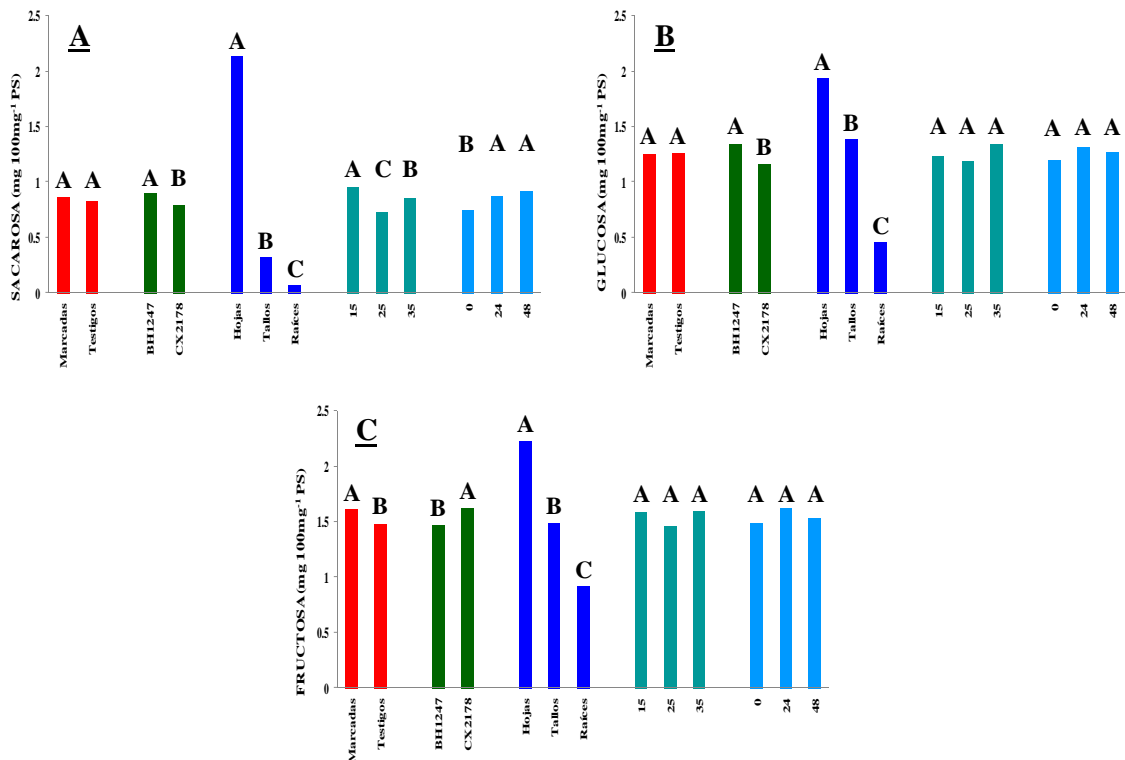 A
SACAROSA (mg 100mg-1 PS)
2.5
2
1.5
1
0.5
0
A A A B A B C A C B B A A
Marcadas
Testigos
BH1247
CX2178
Hojas
Tallos
Raíces
15
25
35
0
24
48
B
GLUCOSA (mg 100mg-1 PS)
2.5
2
1.5
1
0.5
0
A A A B A B C A A A A A A
Marcadas
Testigos
BH1247
CX2178
Hojas
Tallos
Raíces
15
25
35
0
24
48
C
FRUCTOSA(mg 100mg-1 PS)
2.5
2
1.5
1
0.5
0
A B B A A B C A A A A A A
Marcadas
Testigos
BH1247
CX2178
Hojas
Tallos
Raíces
15
25
35
0
24
48